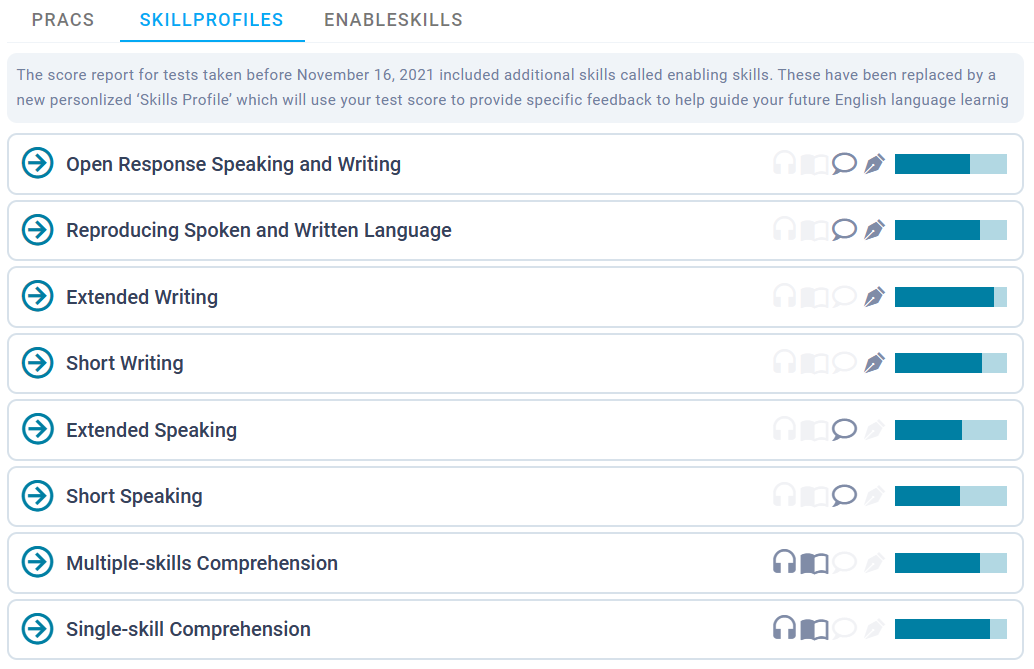 PRACS SKILLPROFILES ENABLESKILLS
The score report for tests taken before November 16, 2021 included additional skills called enabling skills. These have been replaced by a
new personlized ‘Skills Profile’ which will use your test score to provide specific feedback to help guide your future English language learnig
Open Response Speaking and Writing
Reproducing Spoken and Written Language
Extended Writing
Short Writing
Extended Speaking
Short Speaking
Multiple-skills Comprehension
Single-skill Comprehension